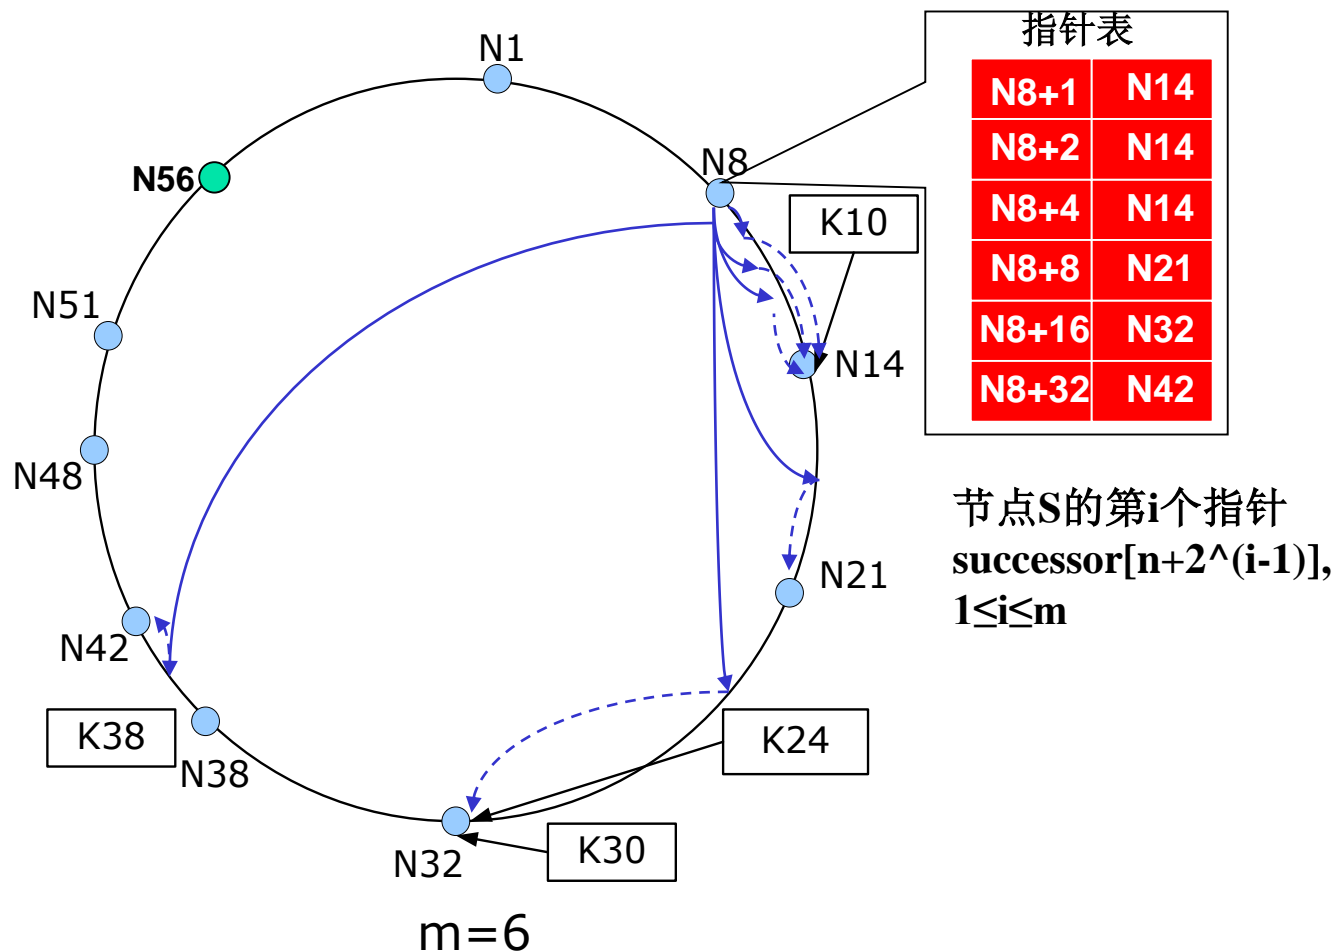 指针表
N8+1 N14
N8+2 N14
N8+4 N14
N8+8 N21
N8+16 N32
N8+32 N42
N1
N8
N56
K10
N51
N14
N48
节点S的第i个指针
successor[n+2^(i-1)],
1≤i≤m
N21
N42
K38
K24
N38
K30
N32
m=6